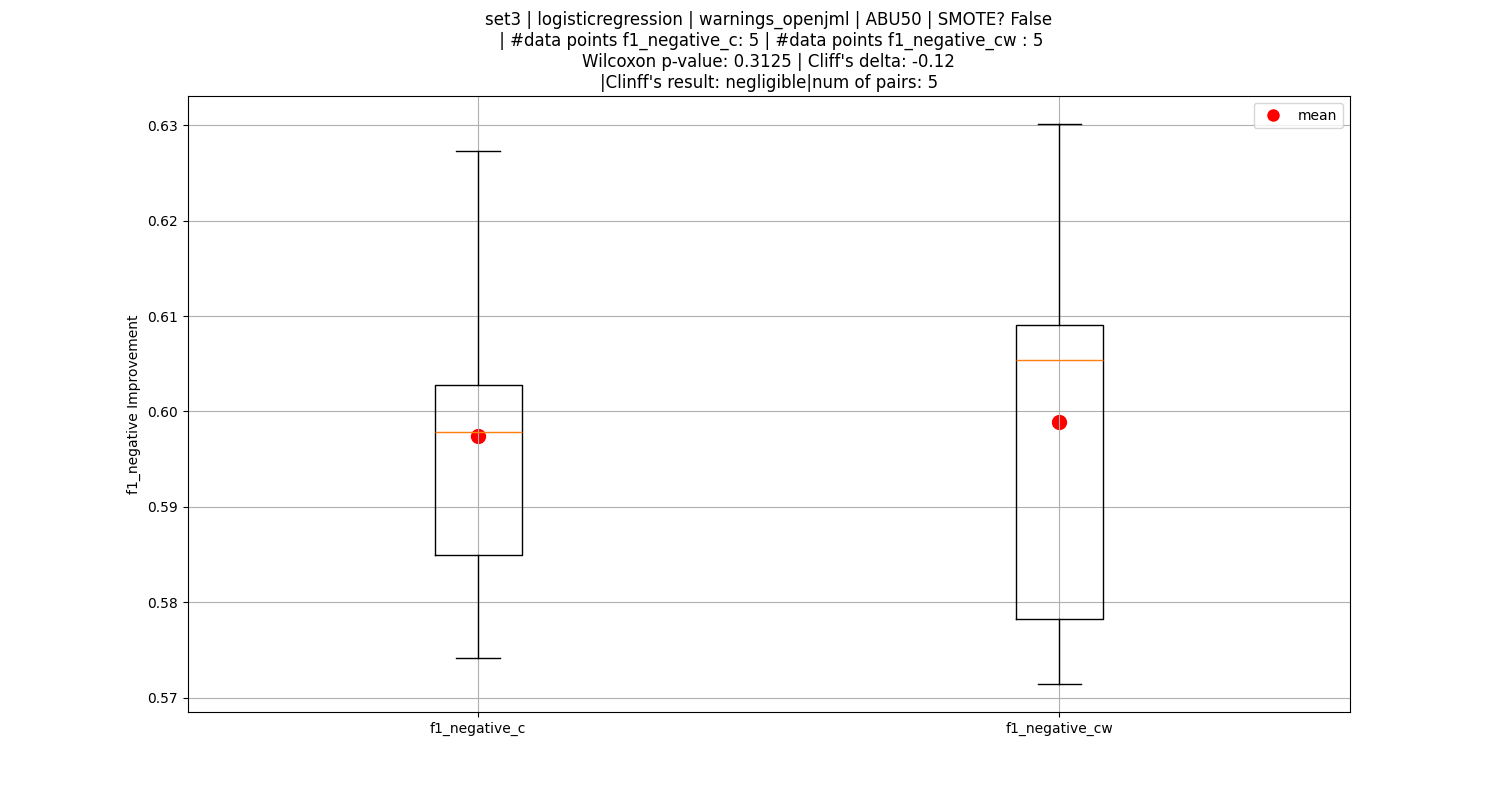 set3 | logisticregression | warnings_openjml | ABU50 | SMOTE? False
| #data points f1_negative_c: 5 | #data points f1_negative_cw : 5
Wilcoxon p-value: 0.3125 | Cliff's delta: -0.12
|Clinff's result: negligible|num of pairs: 5
mean
0.63
0.62
0.61
0.60
0.59
0.58
0.57
f1_negative Improvement
f1_negative_c
f1_negative_cw